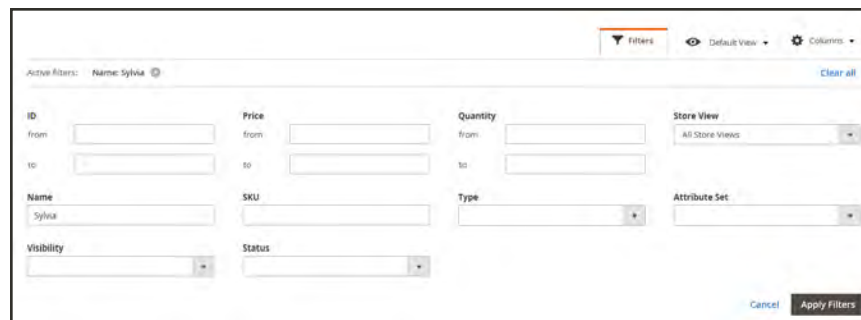 Filters Default View Columns
Active filters: Name: Sylvia Clear all
ID Price Quantity Store View
from from from All Store Views
to to to
Name SKU Type Attribute Set
Sylvia
Visibility Status
Cancel Apply Filters